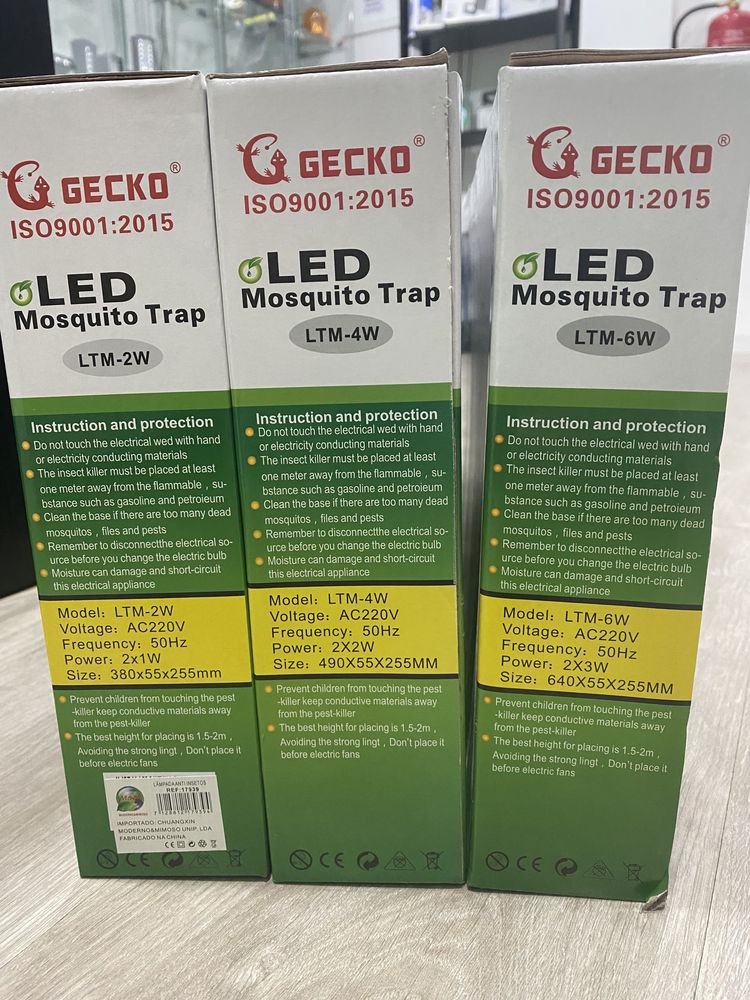 GECKO®
ISO9001:2015
LED
Mosquito Trap
LTM-2W
Instruction and protection
Do not touch the electrical wed with hand
or electricity conducting materials
The insect killer must be placed at least
one meter away from the flammable , su-
bstance such as gasoline and petroieum
Clean the base if there are too many dead
mosquitos , files and pests
Remember to disconnectthe electrical so-
urce before you change the electric bulb
Moisture can damage and short-circuit
this electrical appliance
Model: LTM-2W
Voltage: AC220V
Frequency: 50Hz
Power: 2x1W
Size: 380x55x255mm
Prevent children from touching the pest
-killer keep conductive materials away
from the pest-killer
The best height for placing is 1.5-2m ,
Avoiding the strong lingt , Don't place it
before electric fans
LÂMPADA ANTI-INSETOS
REF:17939
7128612179394
IMPORTADO: CHUANGXIN
MODERNO&MIMOSO UNIP. LDA
FABRICADO NA CHINA
CE
CE
GECKO®
ISO9001:2015
LED
Mosquito Trap
LTM-4W
Instruction and protection
Do not touch the electrical wed with hand
or electricity conducting materials
The insect killer must be placed at least
one meter away from the flammable , su-
bstance such as gasoline and petroieum
Clean the base if there are too many dead
mosquitos , files and pests
Remember to disconnectthe electrical so-
urce before you change the electric bulb
Moisture can damage and short-circuit
this electrical appliance
Model: LTM-4W
Voltage: AC220V
Frequency: 50Hz
Power: 2X2W
Size: 490X55X255MM
Prevent children from touching the pest
-killer keep conductive materials away
from the pest-killer
The best height for placing is 1.5-2m ,
Avoiding the strong lingt , Don't place it
before electric fans
CE
GECKO®
ISO9001:2015
LED
Mosquito Trap
LTM-6W
Instruction and protection
Do not touch the electrical wed with hand
or electricity conducting materials
The insect killer must be placed at least
one meter away from the flammable , su-
bstance such as gasoline and petroieum
Clean the base if there are too many dead
mosquitos , files and pests
Remember to disconnectthe electrical so-
urce before you change the electric bulb
Moisture can damage and short-circuit
this electrical appliance
Model: LTM-6W
Voltage: AC220V
Frequency: 50Hz
Power: 2X3W
Size: 640X55X255MM
Prevent children from touching the pest
-killer keep conductive materials away
from the pest-killer
The best height for placing is 1.5-2m ,
Avoiding the strong lingt , Don't place it
before electric fans
CE